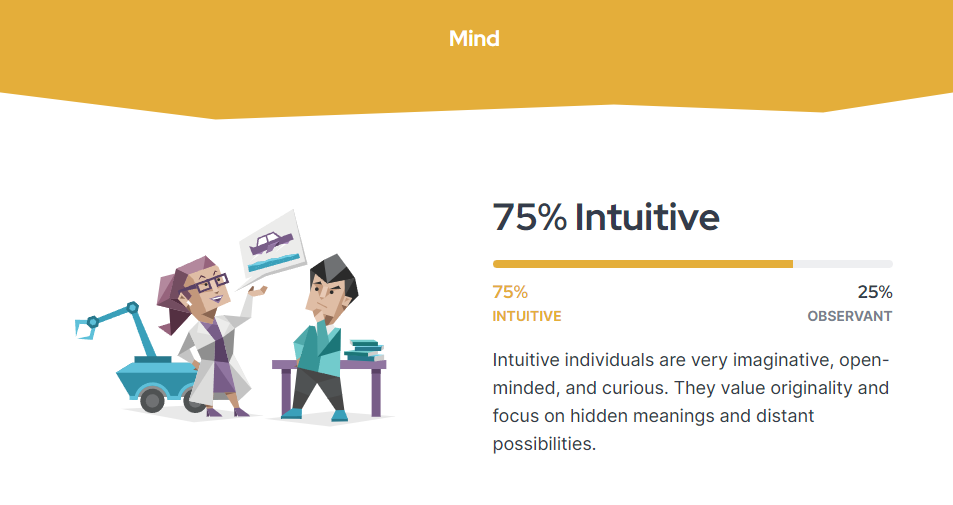 Mind
75% Intuitive
75%
25%
INTUITIVE
OBSERVANT
Intuitive individuals are very imaginative, open-
minded, and curious. They value originality and
focus on hidden meanings and distant
possibilities.